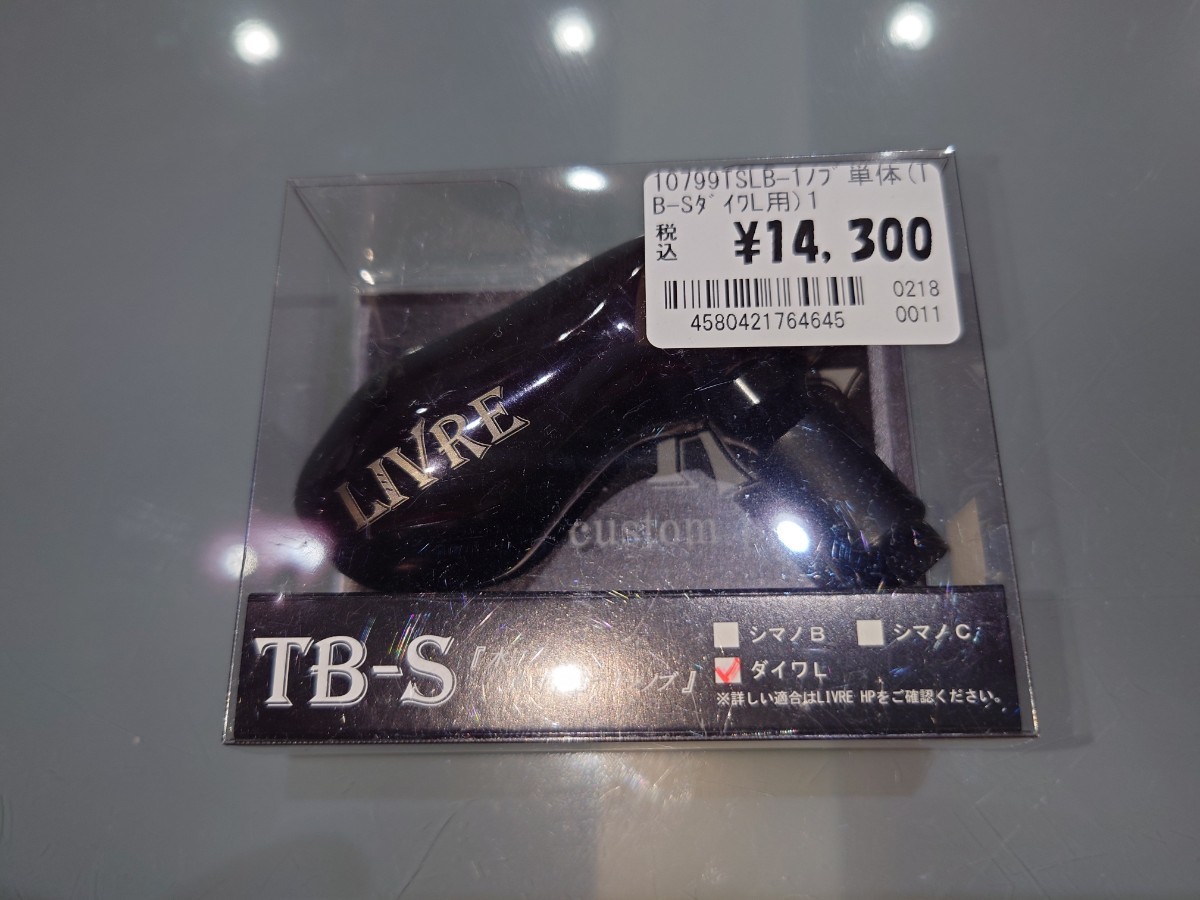 10799TSLB-1ﾉﾌﾞ単体(T
B-SﾀﾞｲﾜL用)1
税込 ¥14,300
4580421764645
0218
0011
LIVRE
custom
TB-S
シマノB シマノC
ダイワL
※詳しい適合はLIVRE HPをご確認ください。